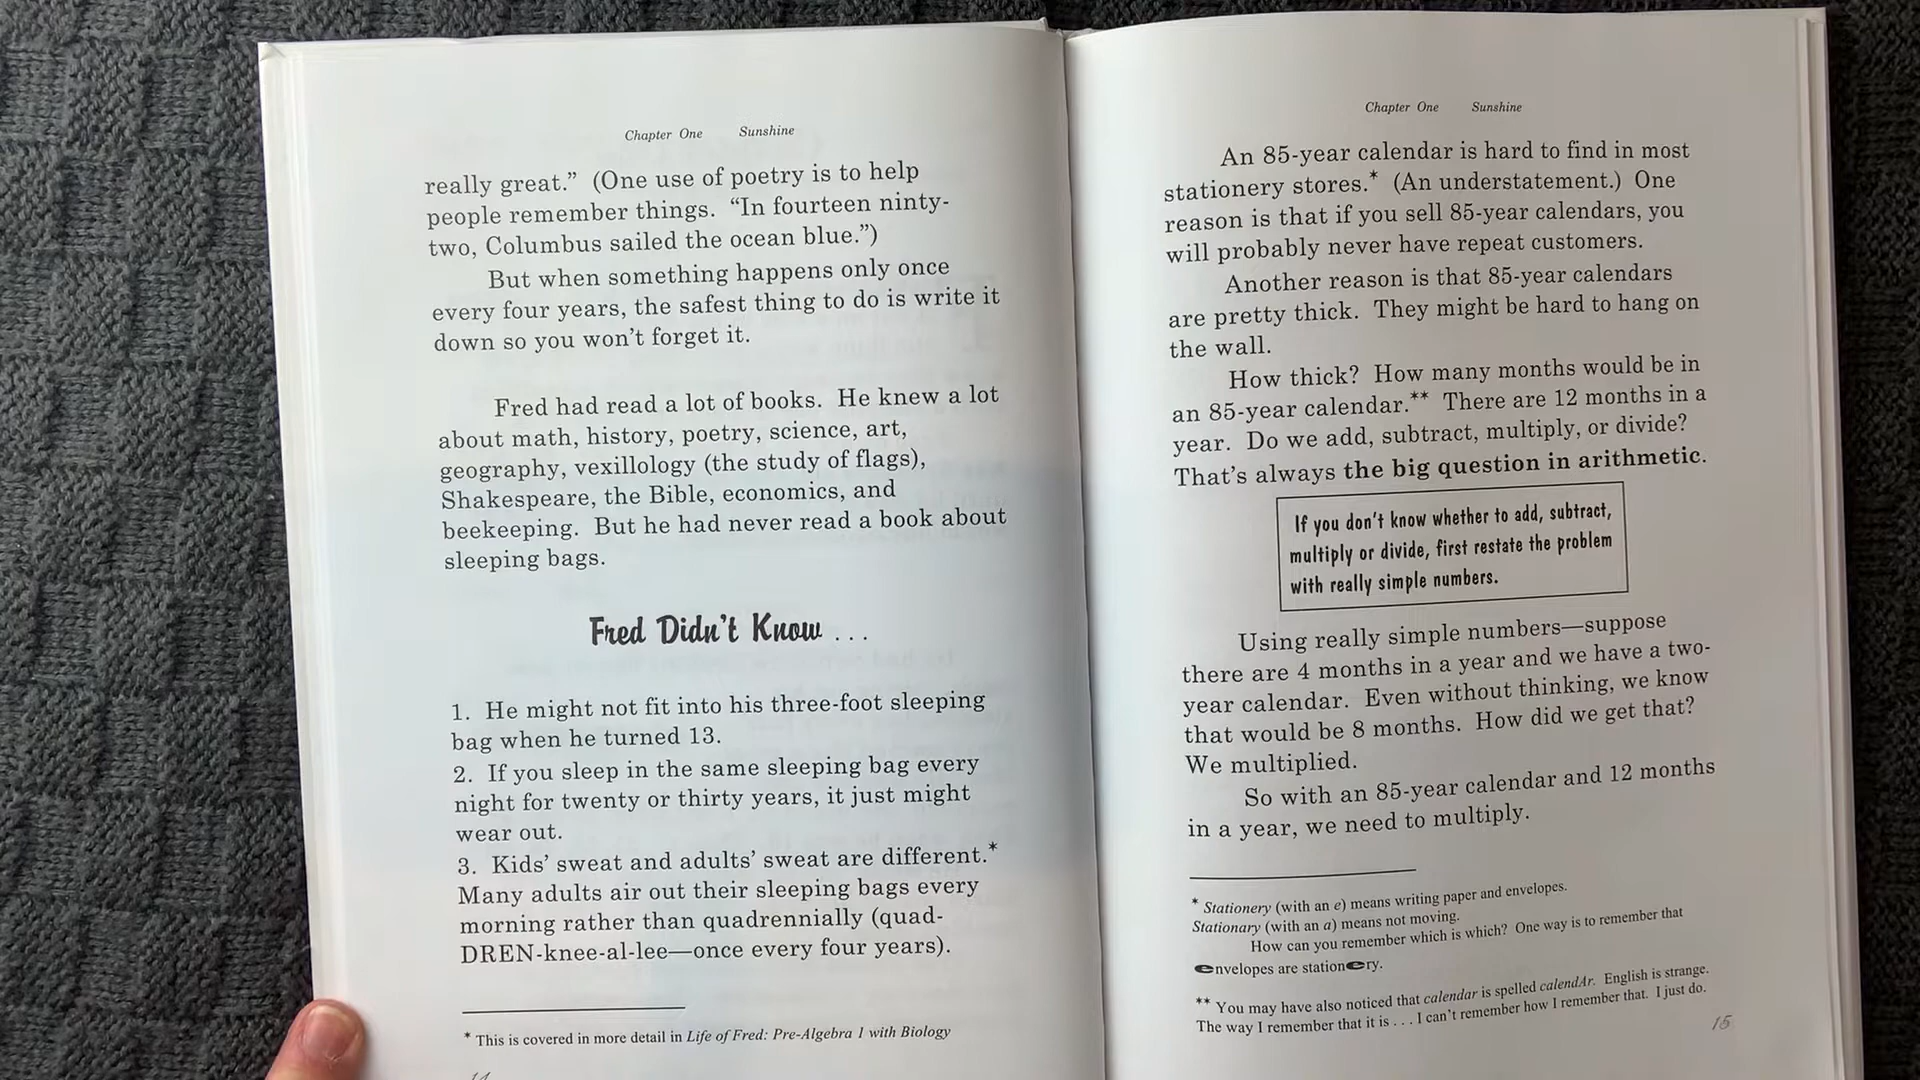 Chapter One Sunshine
really great.” (One use of poetry is to help
people remember things. “In fourteen ninty-
two, Columbus sailed the ocean blue.”)
But when something happens only once
every four years, the safest thing to do is write it
down so you won’t forget it.
Fred had read a lot of books. He knew a lot
about math, history, poetry, science, art,
geography, vexillology (the study of flags),
Shakespeare, the Bible, economics, and
beekeeping. But he had never read a book about
sleeping bags.
Fred Didn’t Know . . .
1. He might not fit into his three-foot sleeping
bag when he turned 13.
2. If you sleep in the same sleeping bag every
night for twenty or thirty years, it just might
wear out.
3. Kids’ sweat and adults’ sweat are different.*
Many adults air out their sleeping bags every
morning rather than quadrennially (quad-
DREN-knee-al-lee—once every four years).
* This is covered in more detail in Life of Fred: Pre-Algebra 1 with Biology
14
Chapter One Sunshine
An 85-year calendar is hard to find in most
stationery stores.* (An understatement.) One
reason is that if you sell 85-year calendars, you
will probably never have repeat customers.
Another reason is that 85-year calendars
are pretty thick. They might be hard to hang on
the wall.
How thick? How many months would be in
an 85-year calendar.** There are 12 months in a
year. Do we add, subtract, multiply, or divide?
That’s always the big question in arithmetic.
If you don’t know whether to add, subtract,
multiply or divide, first restate the problem
with really simple numbers.
Using really simple numbers—suppose
there are 4 months in a year and we have a two-
year calendar. Even without thinking, we know
that would be 8 months. How did we get that?
We multiplied.
So with an 85-year calendar and 12 months
in a year, we need to multiply.
* Stationery (with an e) means writing paper and envelopes.
Stationary (with an a) means not moving.
How can you remember which is which? One way is to remember that
envelopes are stationery.
** You may have also noticed that calendar is spelled calendAr. English is strange.
The way I remember that it is . . . I can’t remember how I remember that. I just do.
15